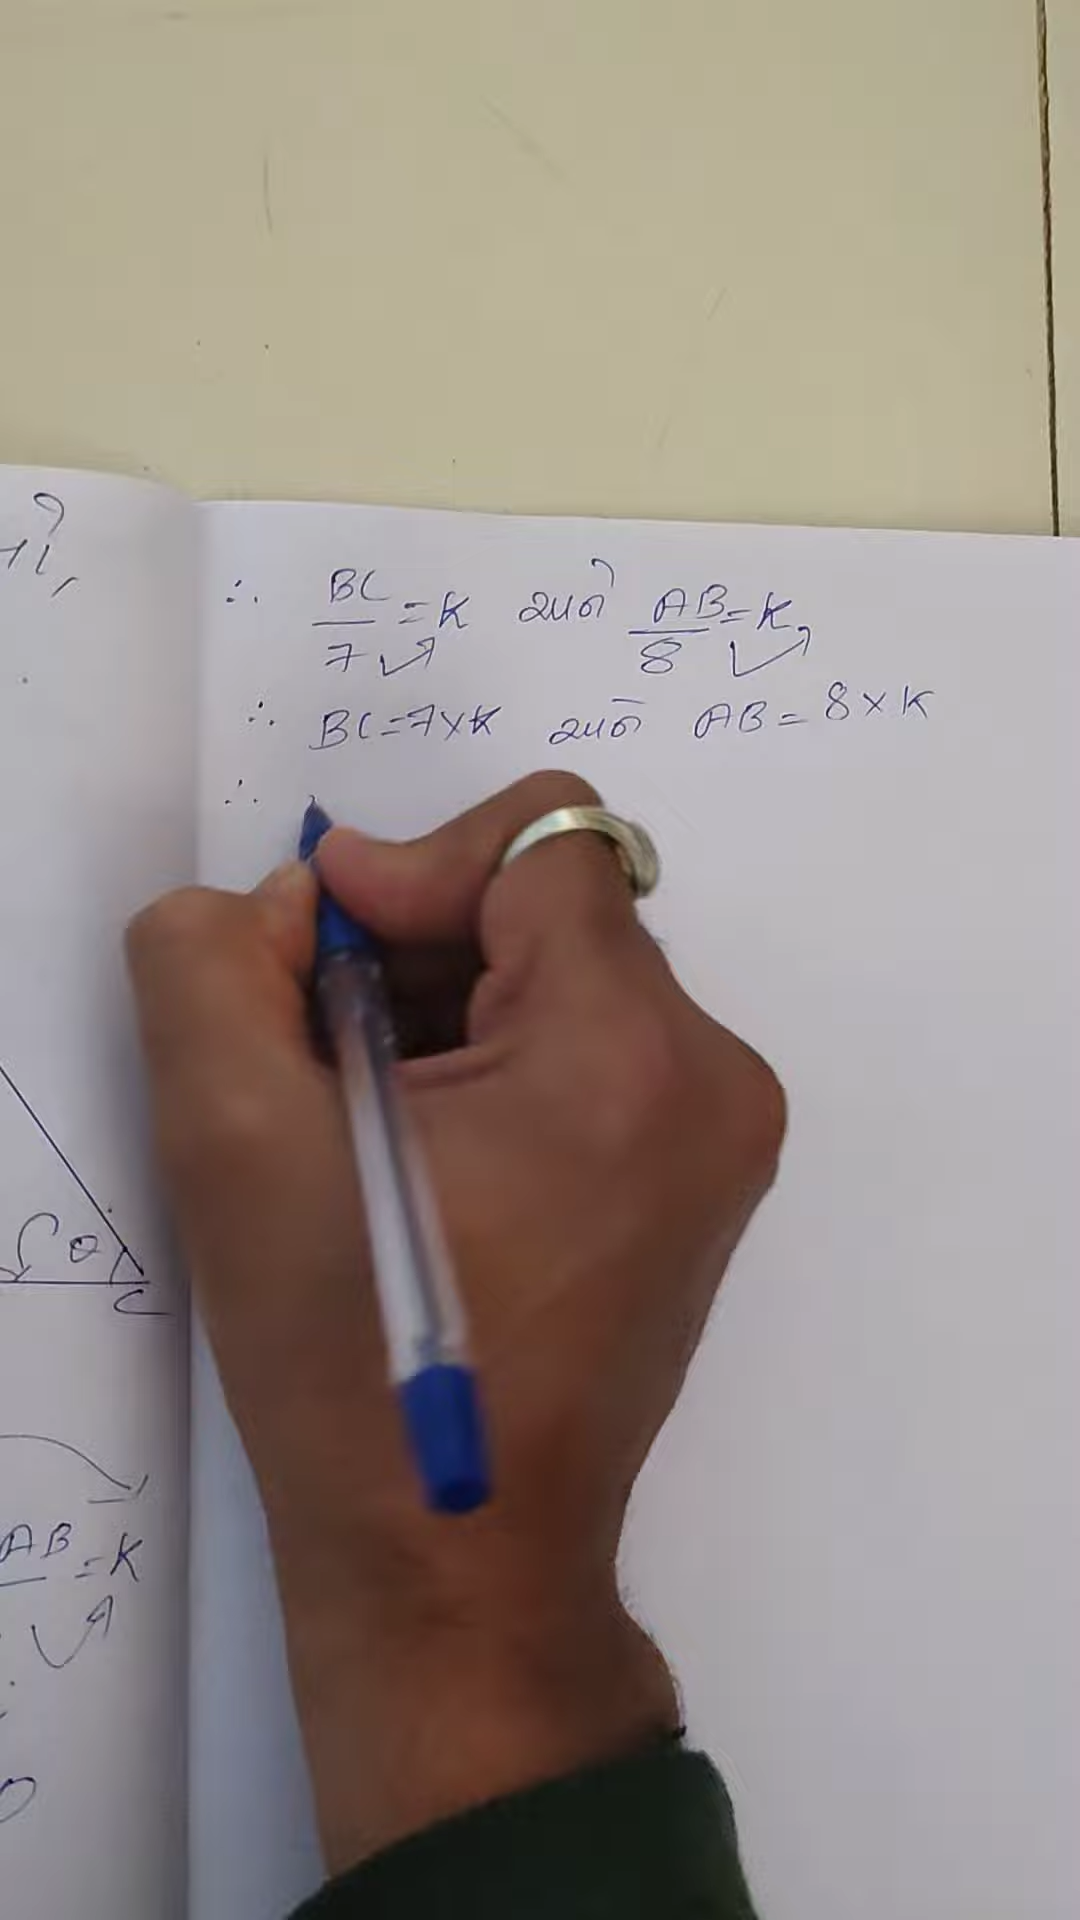 ∴ BC/7 = K અને AB/8 = K
∴ BC = 7 × K અને AB = 8 × K
∴
θ
C
AB = K